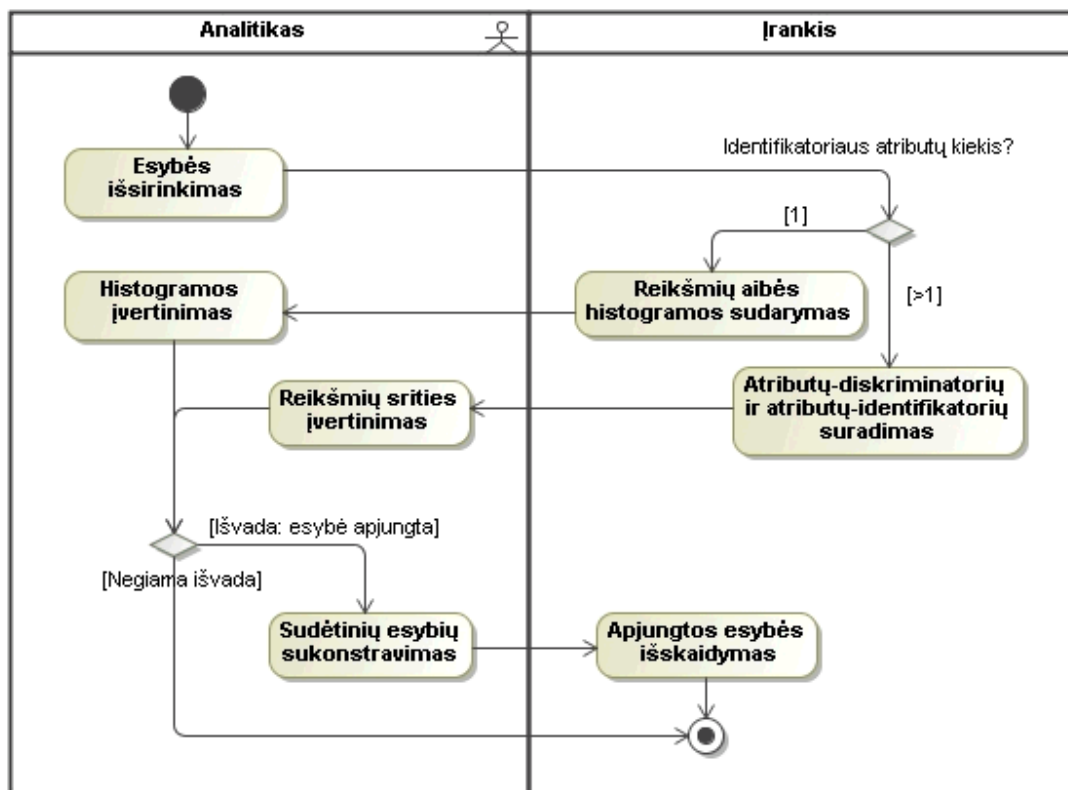 Analitikas
Įrankis
Esybės
išsirinkimas
Identifikatoriaus atributų kiekis?
[1]
[>1]
Histogramos
įvertinimas
Reikšmių aibės
histogramos sudarymas
Reikšmių srities
įvertinimas
Atributų-diskriminatorių
ir atributų-identifikatorių
suradimas
[Išvada: esybė apjungta]
[Negiama išvada]
Sudėtinių esybių
sukonstravimas
Apjungtos esybės
išskaidymas